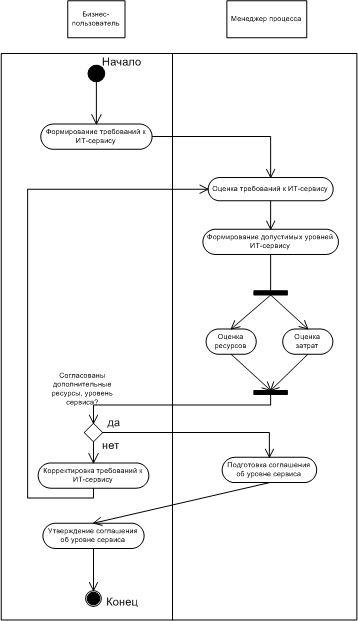 Бизнес-
пользователь
Менеджер процесса
Начало
Формирование требований к
ИТ-сервису
Оценка требований к ИТ-сервису
Формирование допустимых уровней
ИТ-сервису
Оценка
ресурсов
Оценка
затрат
Согласованы
дополнительные
ресурсы, уровень
сервиса?
да
нет
Корректировка требований к
ИТ-сервису
Подготовка соглашения
об уровне сервиса
Утверждение соглашения
об уровне сервиса
Конец